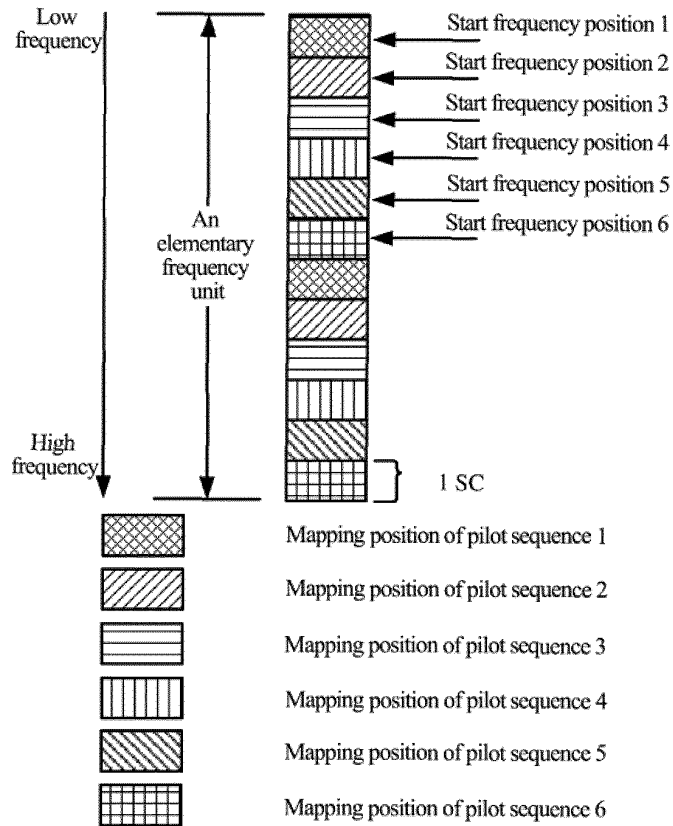 Low
frequency
Start frequency position 1
Start frequency position 2
Start frequency position 3
Start frequency position 4
Start frequency position 5
Start frequency position 6
An
elementary
frequency
unit
High
frequency
1 SC
Mapping position of pilot sequence 1
Mapping position of pilot sequence 2
Mapping position of pilot sequence 3
Mapping position of pilot sequence 4
Mapping position of pilot sequence 5
Mapping position of pilot sequence 6